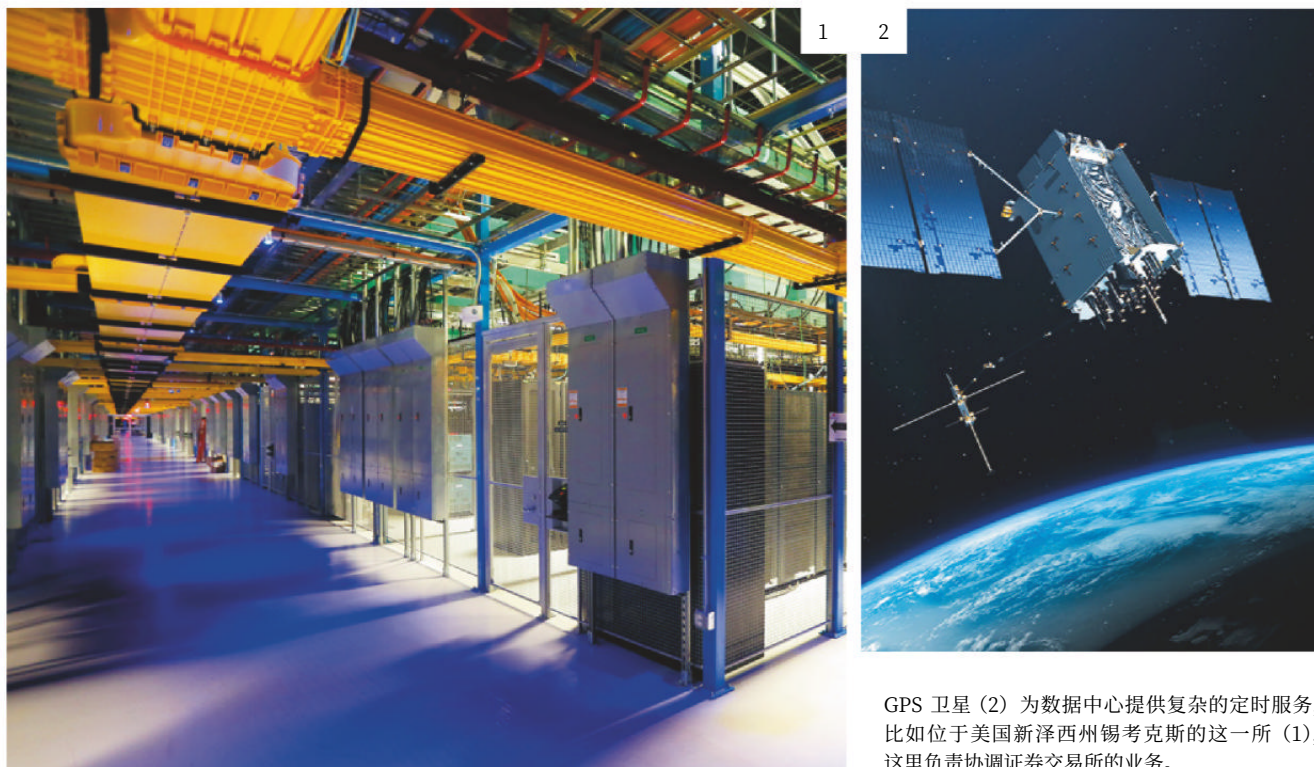 1
2
GPS 卫星（2）为数据中心提供复杂的定时服务
比如位于美国新泽西州锡考克斯的这一所（1）
这里负责协调证券交易所的业务。